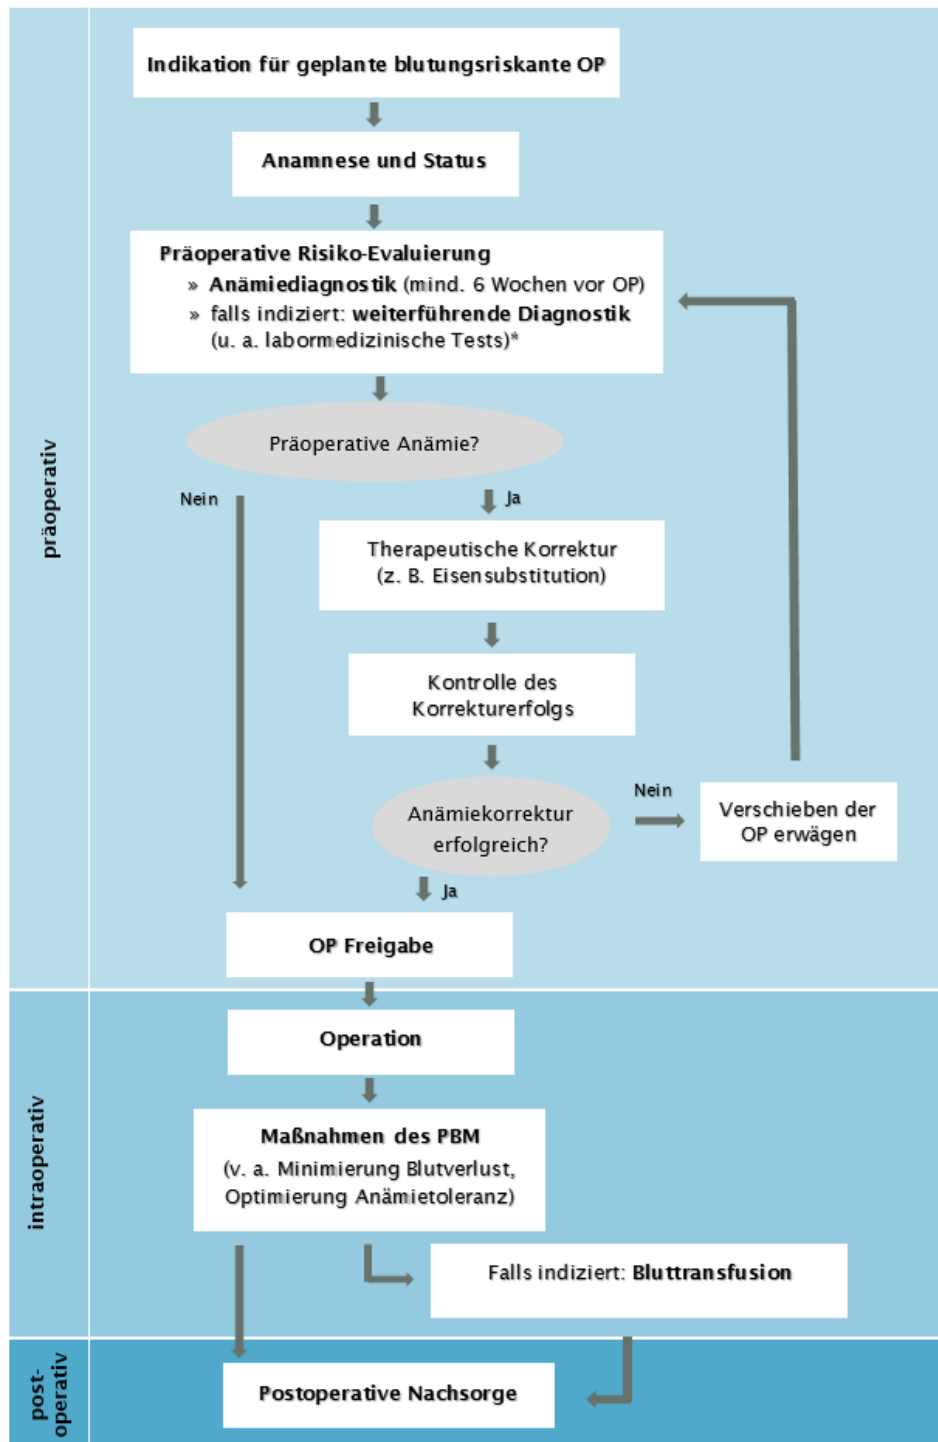 präoperativ
Indikation für geplante blutungsriskante OP
Anamnese und Status
Präoperative Risiko-Evaluierung
» Anämiediagnostik (mind. 6 Wochen vor OP)
» falls indiziert: weiterführende Diagnostik
(u. a. labormedizinische Tests)*
Präoperative Anämie?
Nein
Ja
Therapeutische Korrektur
(z. B. Eisensubstitution)
Kontrolle des
Korrekturerfolgs
Anämiekorrektur
erfolgreich?
Nein
Verschieben der
OP erwägen
Ja
OP Freigabe
intraoperativ
Operation
Maßnahmen des PBM
(v. a. Minimierung Blutverlust,
Optimierung Anämietoleranz)
Falls indiziert: Bluttransfusion
post-
operativ
Postoperative Nachsorge